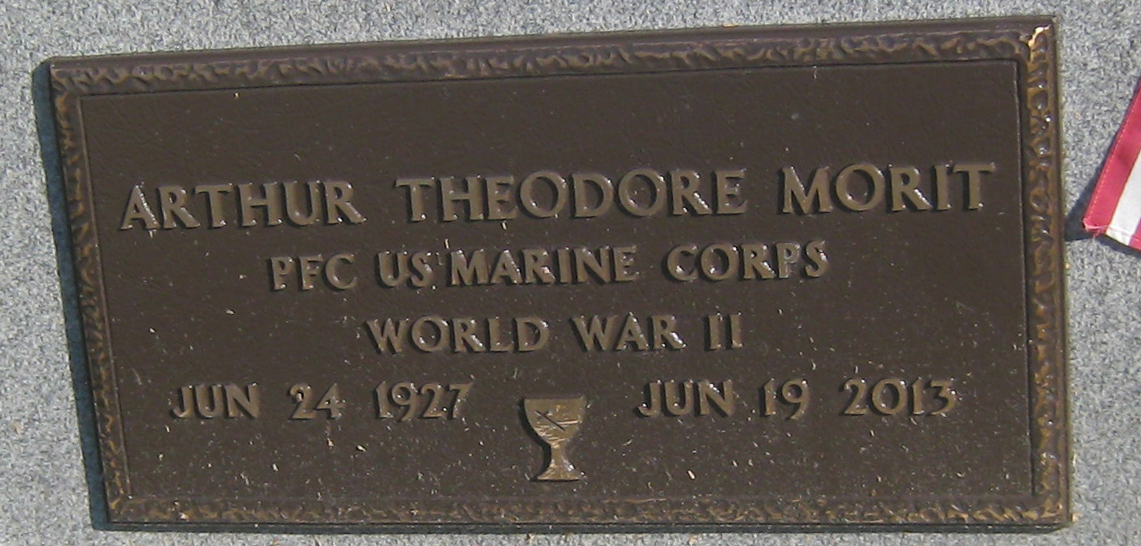 ARTHUR THEODORE MORIT
PFC US MARINE CORPS
WORLD WAR II
JUN 24 1927 JUN 19 2013